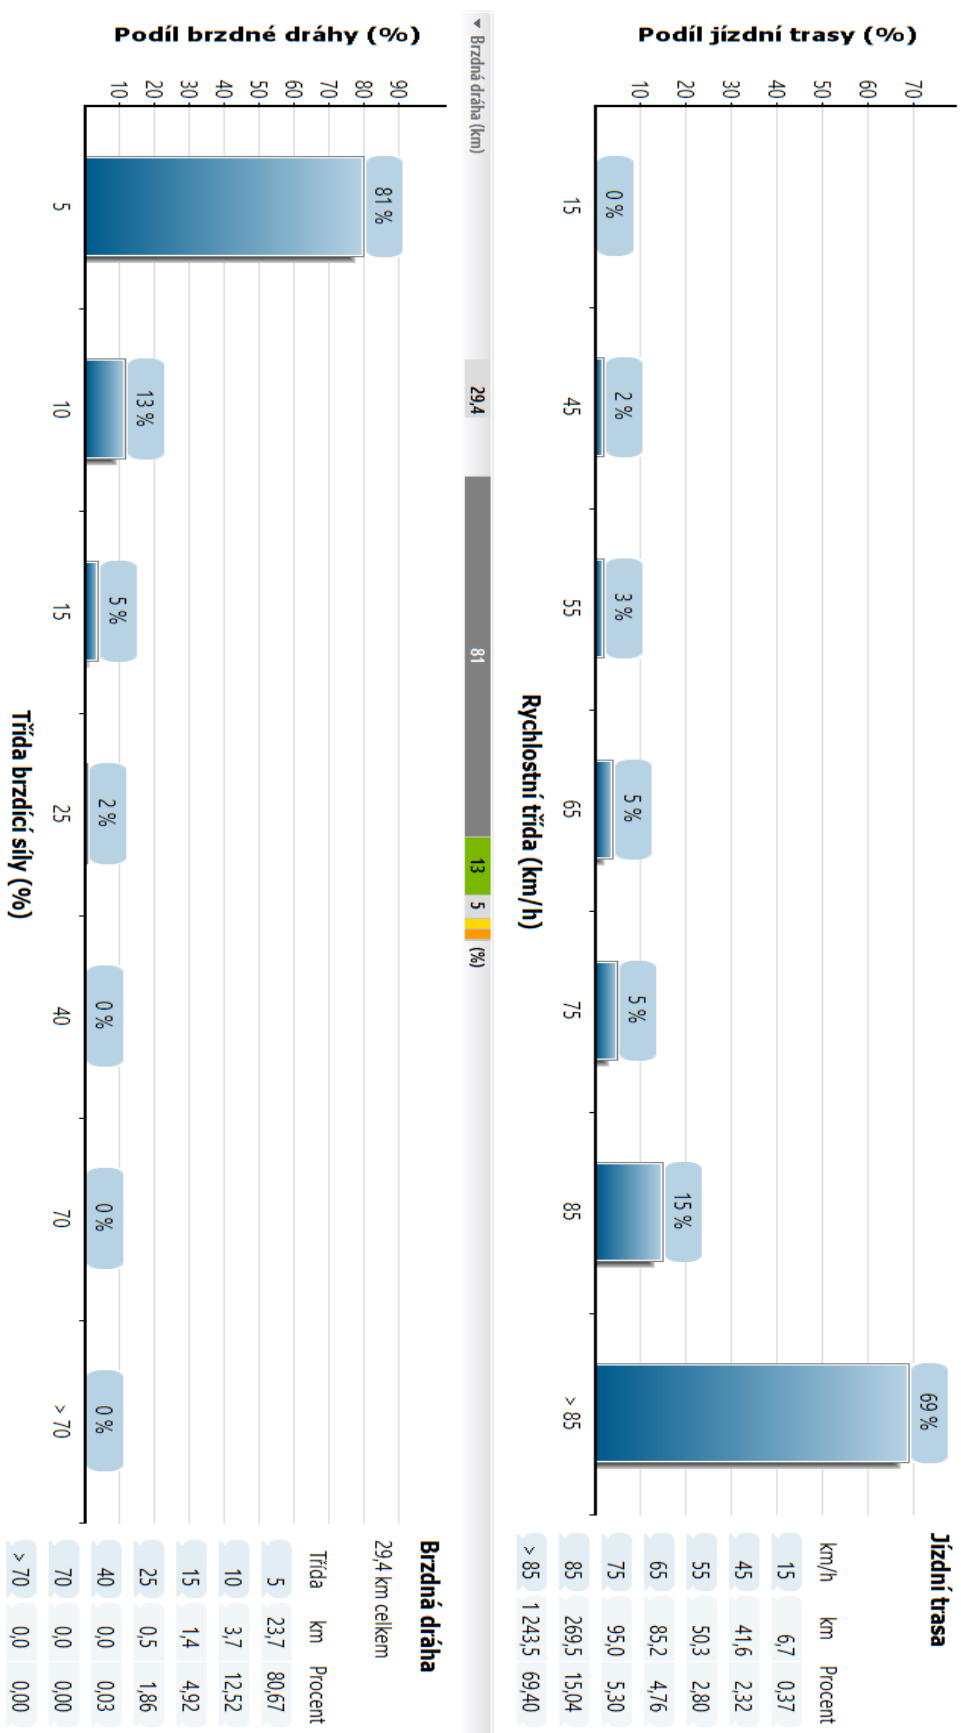 Jízdní trasa
km/h km Procent
15 6,7 0,37
45 41,6 2,32
55 50,3 2,80
65 85,2 4,76
75 95,0 5,30
85 269,5 15,04
> 85 1 243,5 69,40
Podíl jízdní trasy (%)
70
60
50
40
30
20
10
0 %
2 %
3 %
5 %
5 %
15 %
69 %
15
45
55
65
75
85
> 85
Rychlostní třída (km/h)
▼ Brzdná dráha (km) 29,4 81 13 5 (%)
Brzdná dráha
29,4 km celkem
Třída km Procent
5 23,7 80,67
10 3,7 12,52
15 1,4 4,92
25 0,5 1,86
40 0,0 0,03
70 0,0 0,00
> 70 0,0 0,00
Podíl brzdné dráhy (%)
90
80
70
60
50
40
30
20
10
81 %
13 %
5 %
2 %
0 %
0 %
0 %
5
10
15
25
40
70
> 70
Třída brzdící síly (%)